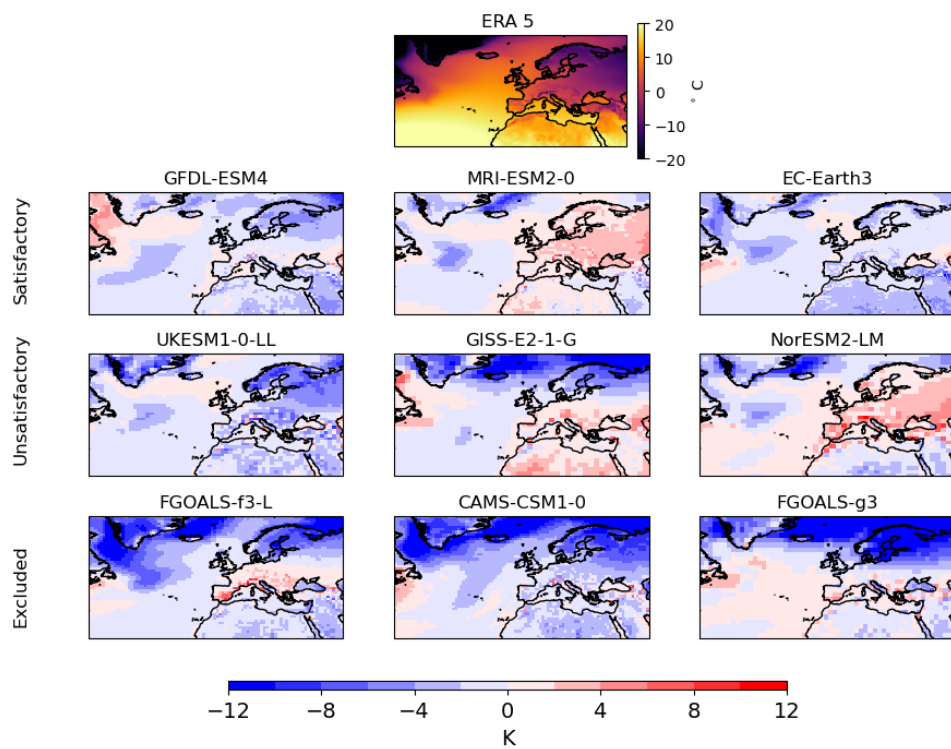 ERA 5
20
10
0
−10
−20
° C
Satisfactory
GFDL-ESM4
MRI-ESM2-0
EC-Earth3
Unsatisfactory
UKESM1-0-LL
GISS-E2-1-G
NorESM2-LM
Excluded
FGOALS-f3-L
CAMS-CSM1-0
FGOALS-g3
−12 −8 −4 0 4 8 12
K